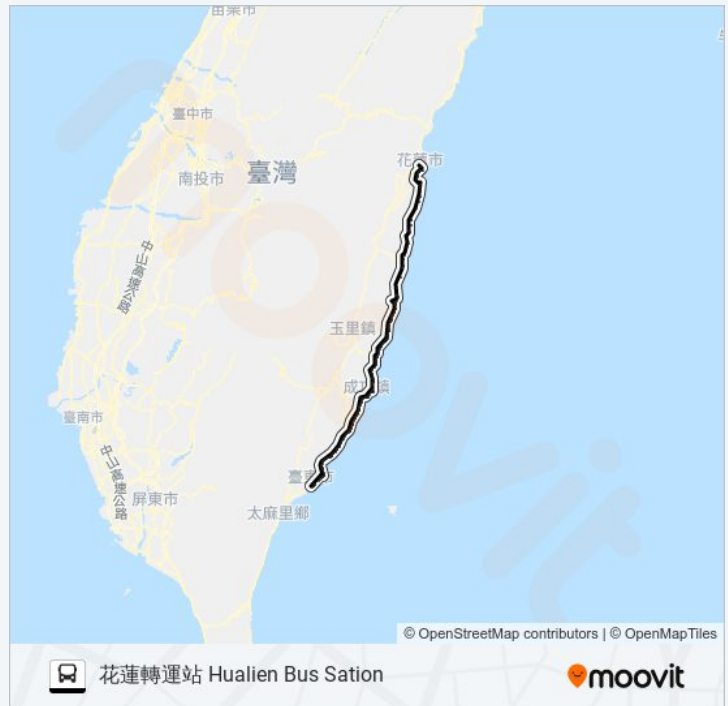 苗栗市
臺中市
花蓮市
南投市
臺灣
中山高速公路
玉里鎮
成功鎮
臺南市
中山高速公路
臺東市
屏東市
太麻里鄉
moovit
© OpenStreetMap contributors | © OpenMapTiles
花蓮轉運站 Hualien Bus Sation
moovit